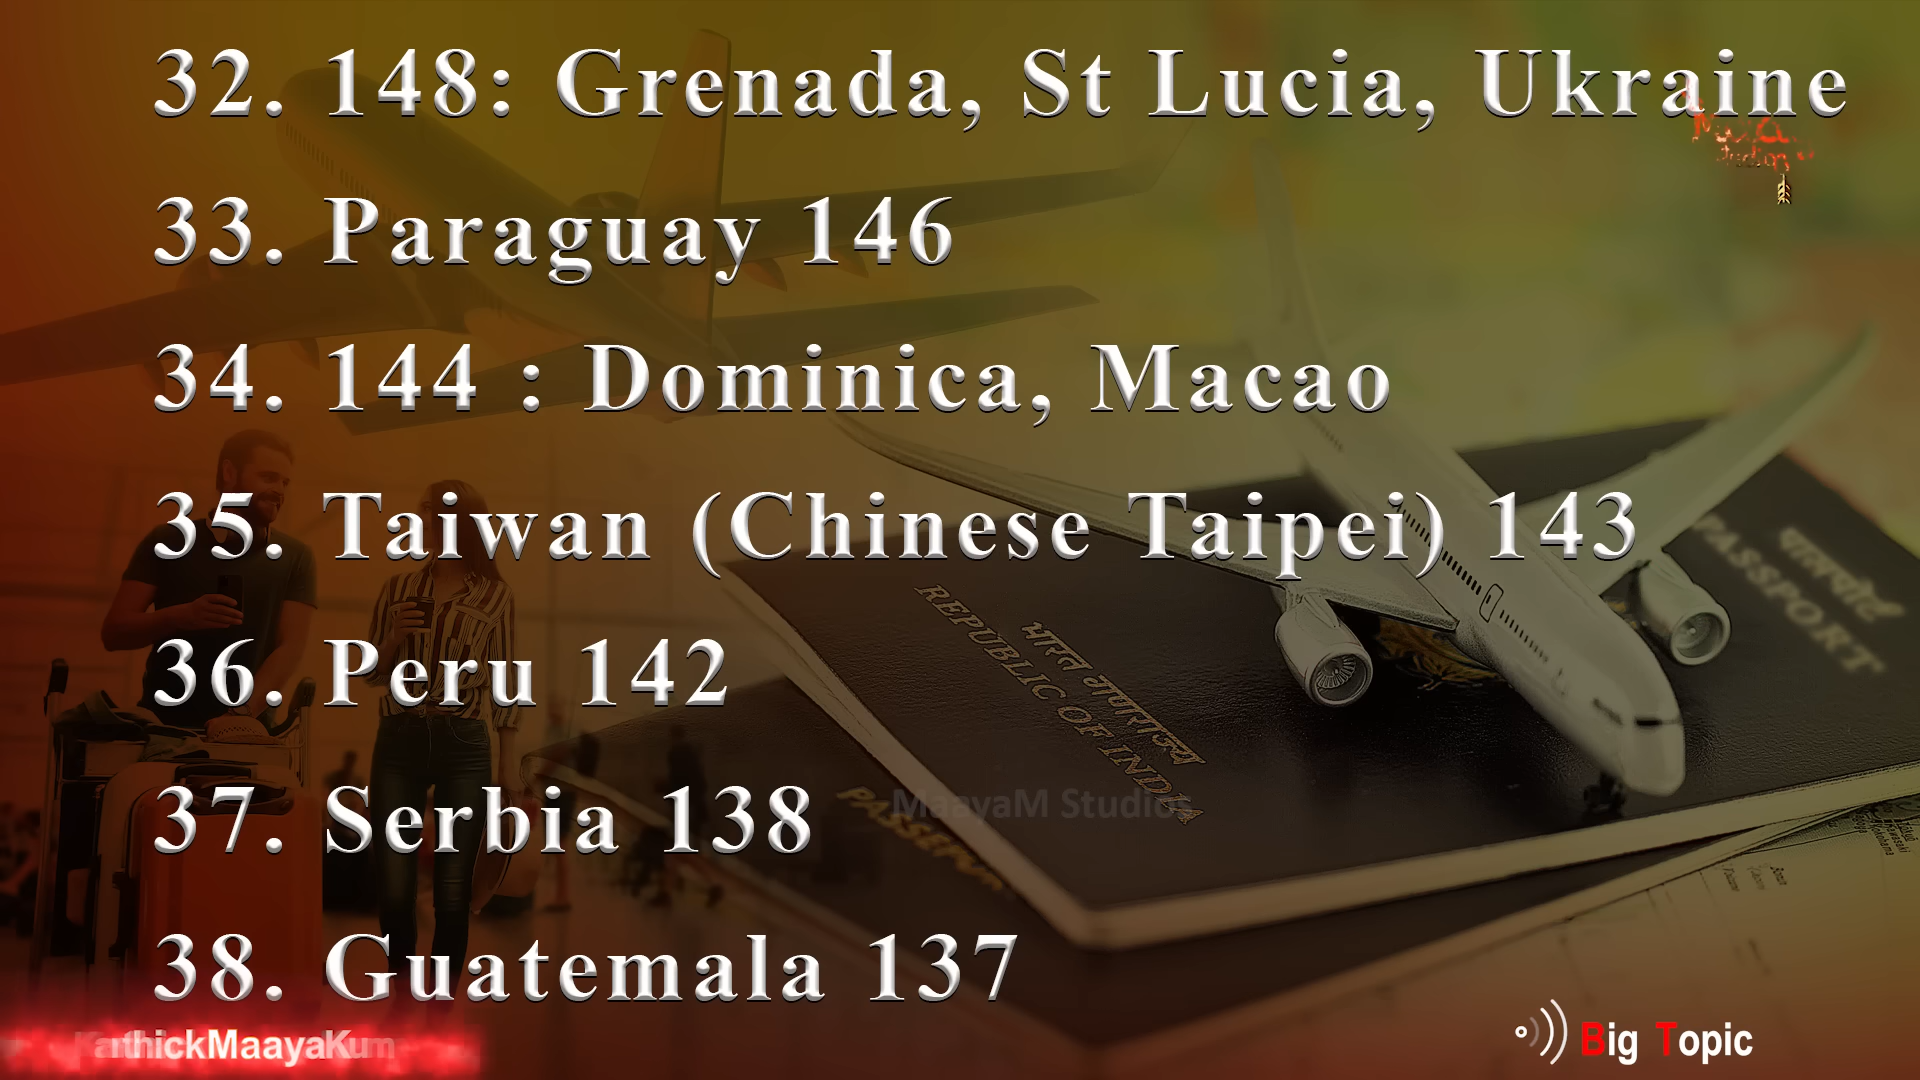 32. 148: Grenada, St Lucia, Ukraine
33. Paraguay 146
34. 144 : Dominica, Macao
35. Taiwan (Chinese Taipei) 143
36. Peru 142
37. Serbia 138
38. Guatemala 137
पासपोर्ट
PASSPORT
भारत गणराज्य
REPUBLIC OF INDIA
MaayaM Studios
PASSPOR
KarthickMaayaKum
Big Topic